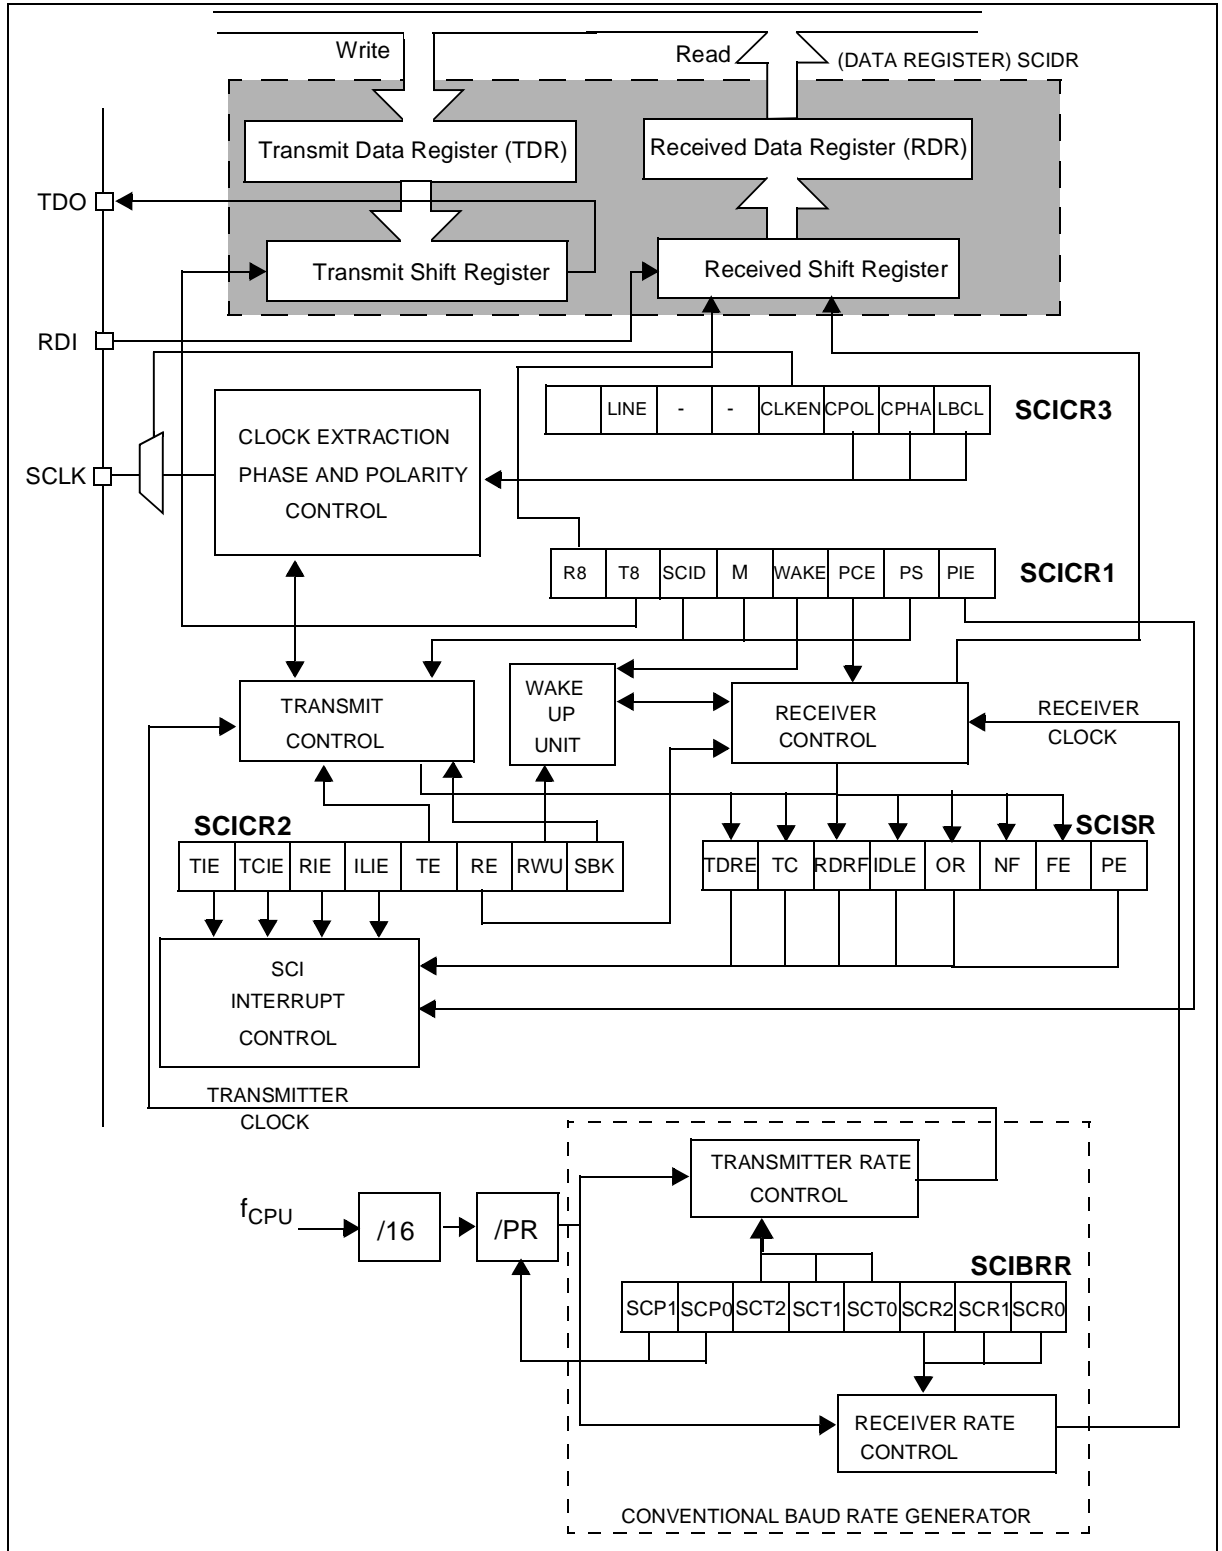 Write
Read
(DATA REGISTER) SCIDR
Transmit Data Register (TDR)
Received Data Register (RDR)
TDO
Transmit Shift Register
Received Shift Register
RDI
LINE - - CLKEN CPOL CPHA LBCL
SCICR3
CLOCK EXTRACTION
PHASE AND POLARITY
CONTROL
SCLK
R8 T8 SCID M WAKE PCE PS PIE
SCICR1
TRANSMIT
CONTROL
WAKE
UP
UNIT
RECEIVER
CONTROL
RECEIVER
CLOCK
SCICR2
SCISR
TIE TCIE RIE ILIE TE RE RWU SBK
TDRE TC RDRF IDLE OR NF FE PE
SCI
INTERRUPT
CONTROL
TRANSMITTER
CLOCK
TRANSMITTER RATE
CONTROL
fCPU
/16
/PR
SCIBRR
SCP1 SCP0 SCT2 SCT1 SCT0 SCR2 SCR1 SCR0
RECEIVER RATE
CONTROL
CONVENTIONAL BAUD RATE GENERATOR